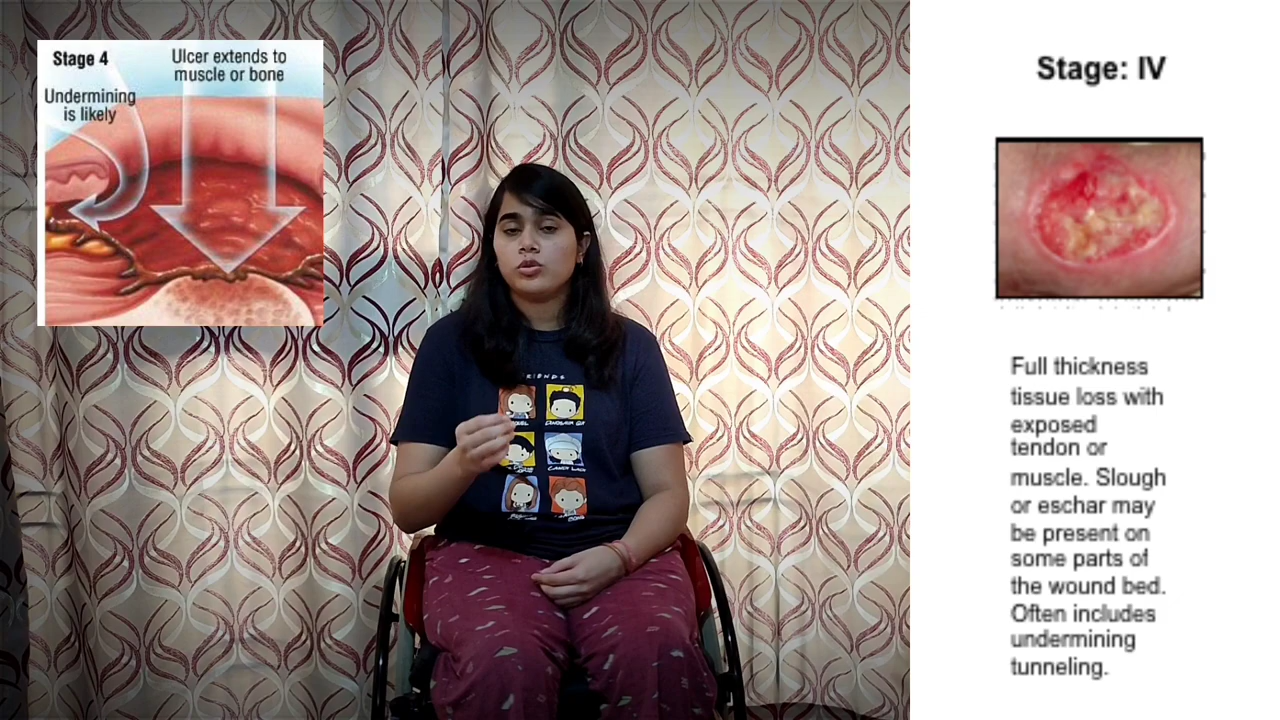 Stage 4
Ulcer extends to
muscle or bone
Undermining
is likely
Stage: IV
Full thickness
tissue loss with
exposed
tendon or
muscle. Slough
or eschar may
be present on
some parts of
the wound bed.
Often includes
undermining
tunneling.
FRIENDS